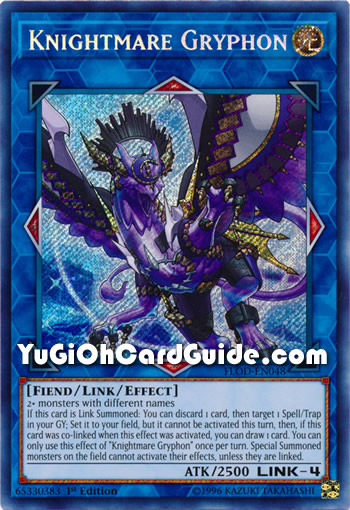 KNIGHTMARE GRYPHON
YuGiOhCardGuide.com
FLOD-EN048
[FIEND/LINK/EFFECT]
2+ monsters with different names
If this card is Link Summoned: You can discard 1 card, then target 1 Spell/Trap
in your GY; Set it to your field, but it cannot be activated this turn, then, if this
card was co-linked when this effect was activated, you can draw 1 card. You can
only use this effect of "Knightmare Gryphon" once per turn. Special Summoned
monsters on the field cannot activate their effects, unless they are linked.
ATK/2500 LINK-4
65330383 1st Edition ©1996 KAZUKI TAKAHASHI